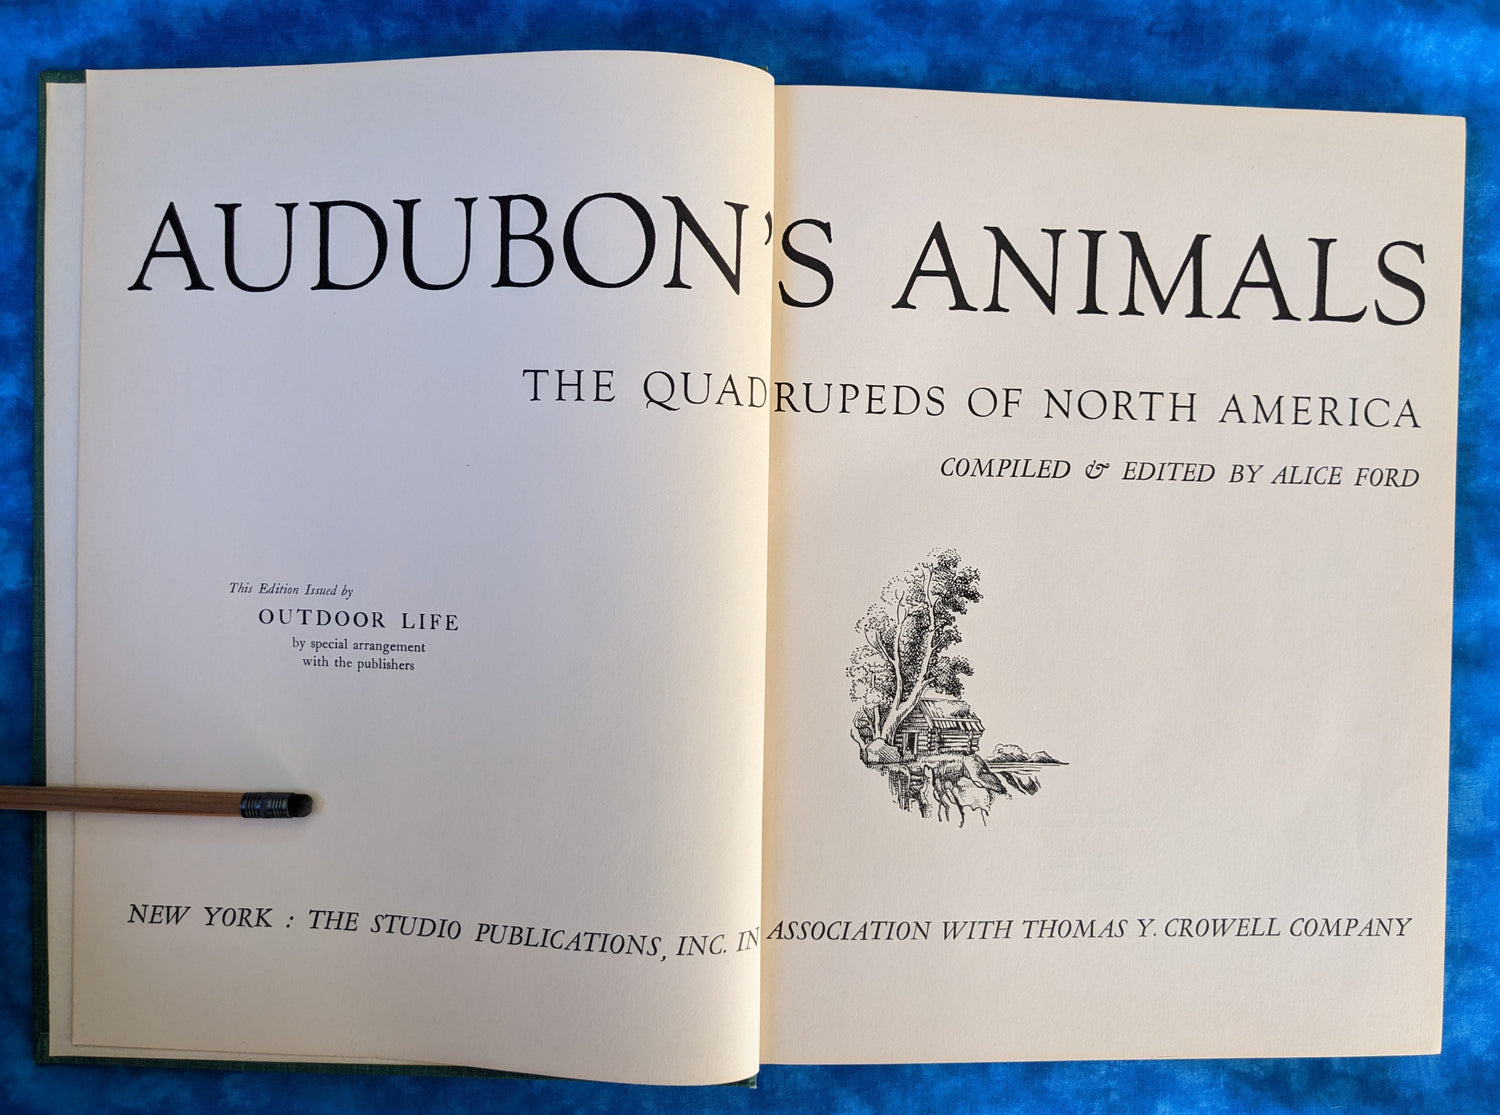 AUDUBON'S ANIMALS
THE QUADRUPEDS OF NORTH AMERICA
COMPILED & EDITED BY ALICE FORD
This Edition Issued by
OUTDOOR LIFE
by special arrangement
with the publishers
NEW YORK : THE STUDIO PUBLICATIONS, INC. IN ASSOCIATION WITH THOMAS Y. CROWELL COMPANY